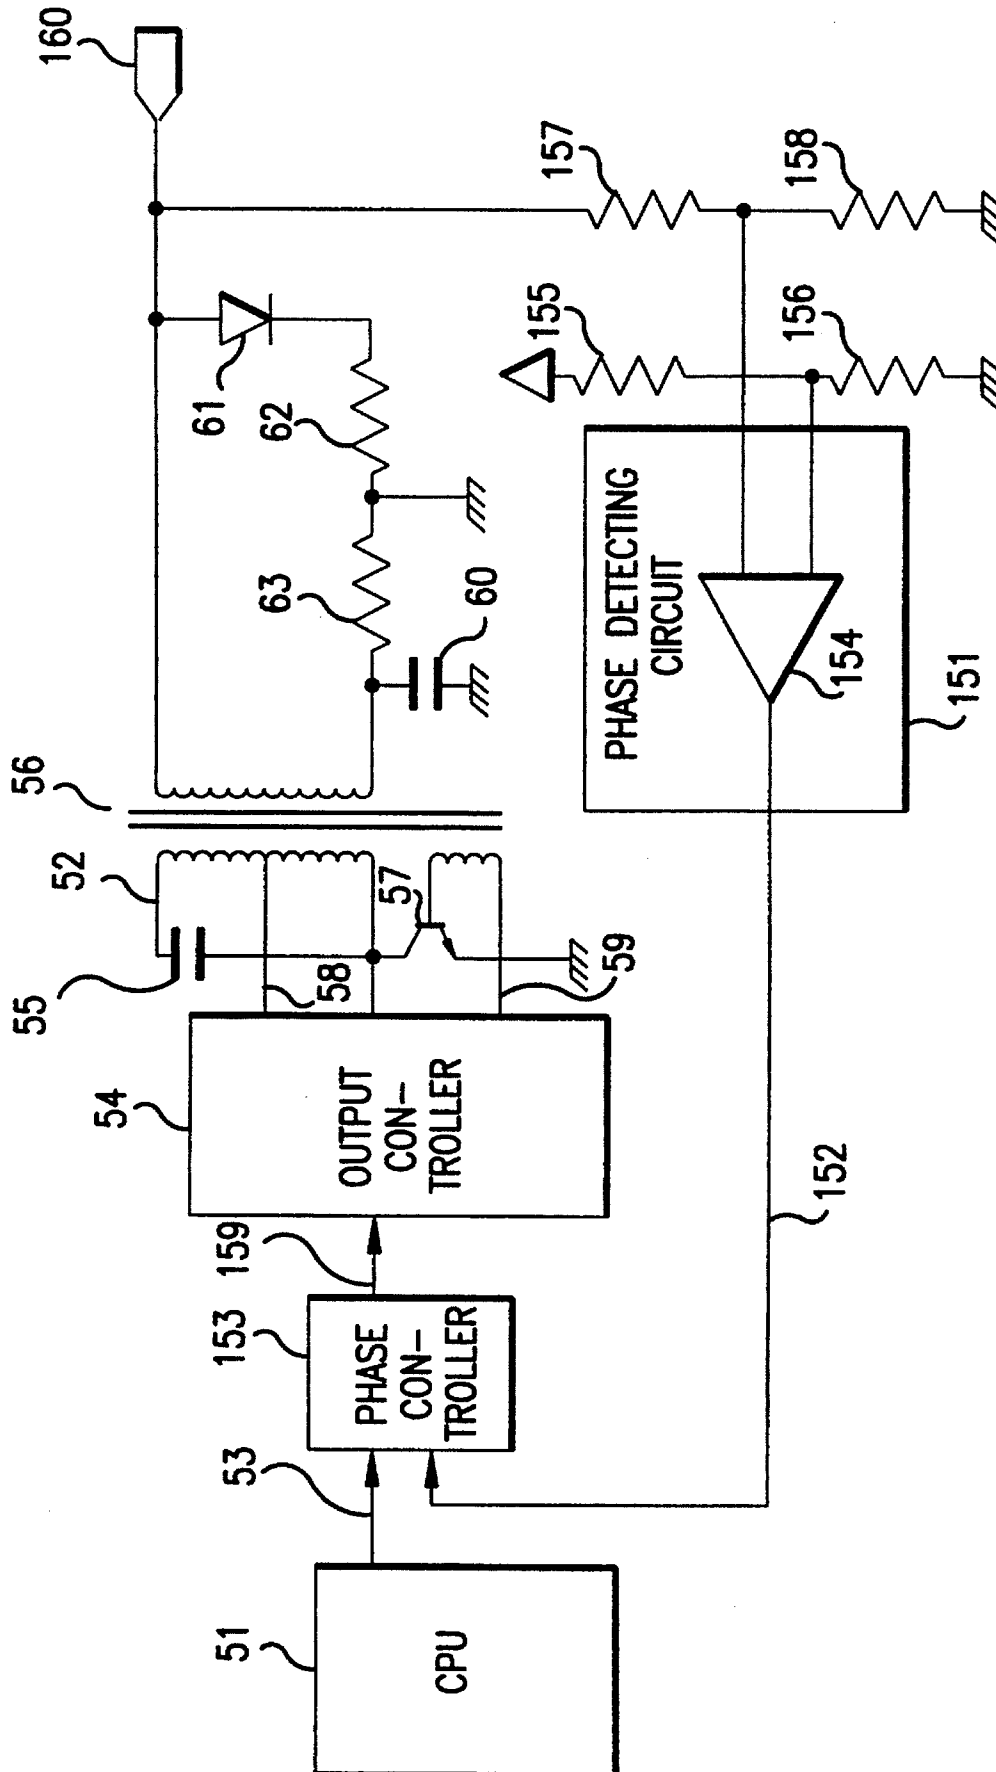 51
CPU
53
153
PHASE
CON-
TROLLER
159
54
OUTPUT
CON-
TROLLER
55
52
58
57
59
56
63
60
62
61
160
152
PHASE DETECTING
CIRCUIT
154
151
155
156
157
158